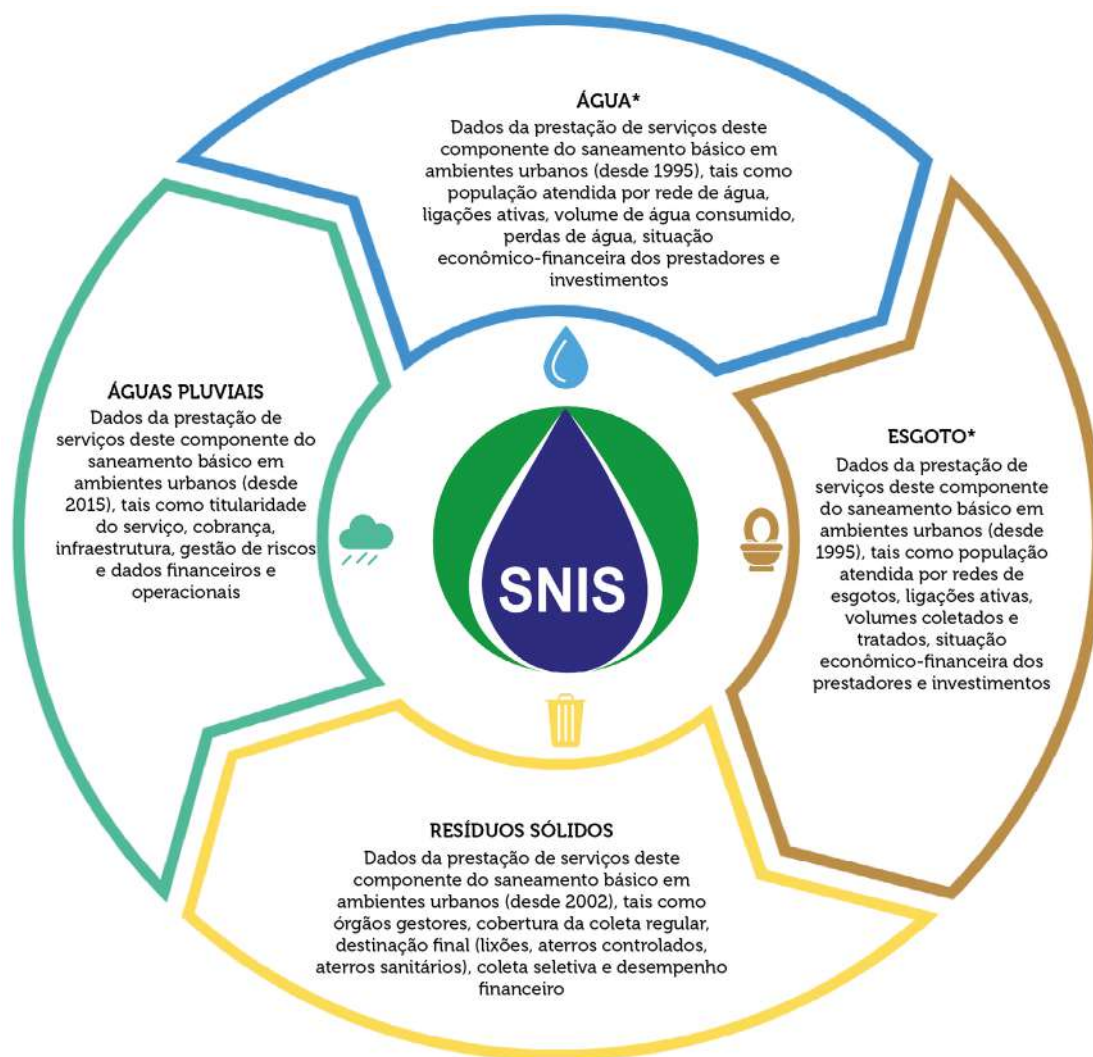 ÁGUA*
Dados da prestação de serviços deste
componente do saneamento básico em
ambientes urbanos (desde 1995), tais como
população atendida por rede de água,
ligações ativas, volume de água consumido,
perdas de água, situação
econômico-financeira dos prestadores e
investimentos
ÁGUAS PLUVIAIS
Dados da prestação de
serviços deste componente do
saneamento básico em
ambientes urbanos (desde
2015), tais como titularidade
do serviço, cobrança,
infraestrutura, gestão de riscos
e dados financeiros e
operacionais
SNIS
ESGOTO*
Dados da prestação de
serviços deste componente
do saneamento básico em
ambientes urbanos (desde
1995), tais como população
atendida por redes de
esgotos, ligações ativas,
volumes coletados e
tratados, situação
econômico-financeira dos
prestadores e investimentos
RESÍDUOS SÓLIDOS
Dados da prestação de serviços deste
componente do saneamento básico em
ambientes urbanos (desde 2002), tais como
órgãos gestores, cobertura da coleta regular,
destinação final (lixões, aterros controlados,
aterros sanitários), coleta seletiva e desempenho
financeiro